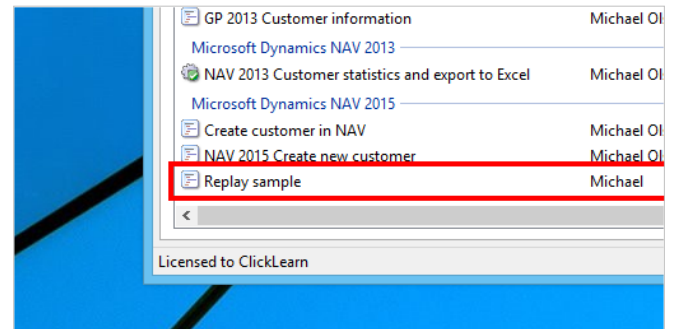 GP 2013 Customer information Michael Ol
Microsoft Dynamics NAV 2013
NAV 2013 Customer statistics and export to Excel Michael Ol
Microsoft Dynamics NAV 2015
Create customer in NAV Michael Ol
NAV 2015 Create new customer Michael Ol
Replay sample Michael
Licensed to ClickLearn